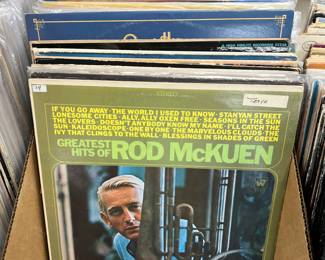 STEREO
IF YOU GO AWAY · THE WORLD I USED TO KNOW · STANYAN STREET
LONESOME CITIES · ALLY, ALLY OXEN FREE · SEASONS IN THE SUN
THE LOVERS · DOESN'T ANYBODY KNOW MY NAME · I'LL CATCH THE
SUN · KALEIDOSCOPE · ONE BY ONE · THE MARVELOUS CLOUDS · THE
IVY THAT CLINGS TO THE WALL · BLESSINGS IN SHADES OF GREEN
GREATEST
HITS OF ROD McKUEN